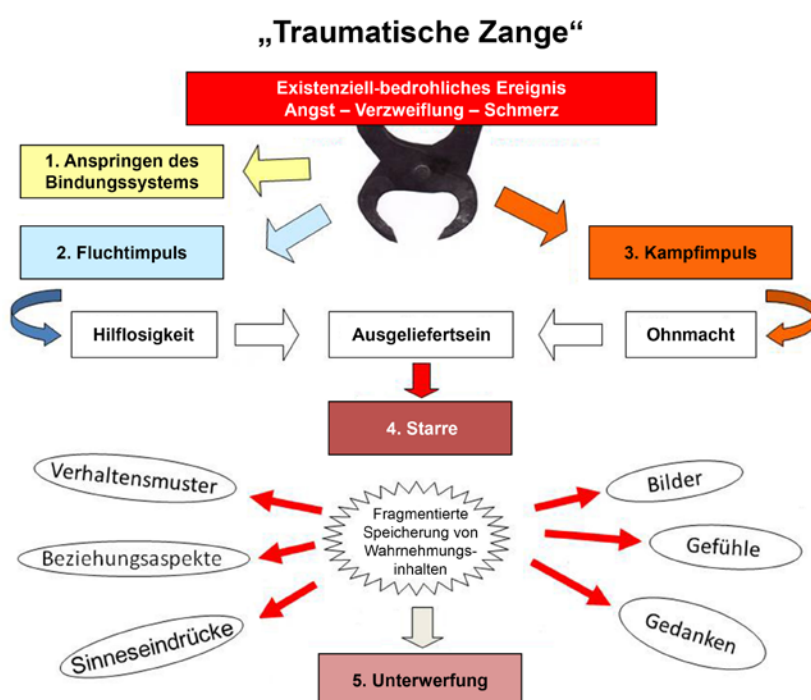 „Traumatische Zange“
Existenziell-bedrohliches Ereignis
Angst – Verzweiflung – Schmerz
1. Anspringen des
Bindungssystems
2. Fluchtimpuls
3. Kampfimpuls
Hilflosigkeit
Ausgeliefertsein
Ohnmacht
4. Starre
Verhaltensmuster
Beziehungsaspekte
Sinneseindrücke
Fragmentierte
Speicherung von
Wahrnehmungs-
inhalten
Bilder
Gefühle
Gedanken
5. Unterwerfung